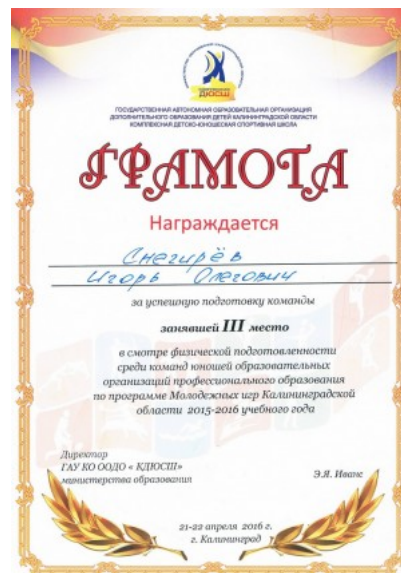 ДЮСШ
ГОСУДАРСТВЕННАЯ АВТОНОМНАЯ ОБРАЗОВАТЕЛЬНАЯ ОРГАНИЗАЦИЯ
ДОПОЛНИТЕЛЬНОГО ОБРАЗОВАНИЯ ДЕТЕЙ КАЛИНИНГРАДСКОЙ ОБЛАСТИ
КОМПЛЕКСНАЯ ДЕТСКО-ЮНОШЕСКАЯ СПОРТИВНАЯ ШКОЛА
ГРАМОТА
Награждается
Снегирёв
Игорь Олегович
за успешную подготовку команды
занявшей III место
в смотре физической подготовленности
среди команд юношей образовательных
организаций профессионального образования
по программе Молодежных игр Калининградской
области 2015-2016 учебного года
Директор
ГАУ КО ООДО « КДЮСШ»
министерства образования
Э.Я. Иванс
21-22 апреля 2016 г.
г. Калининград